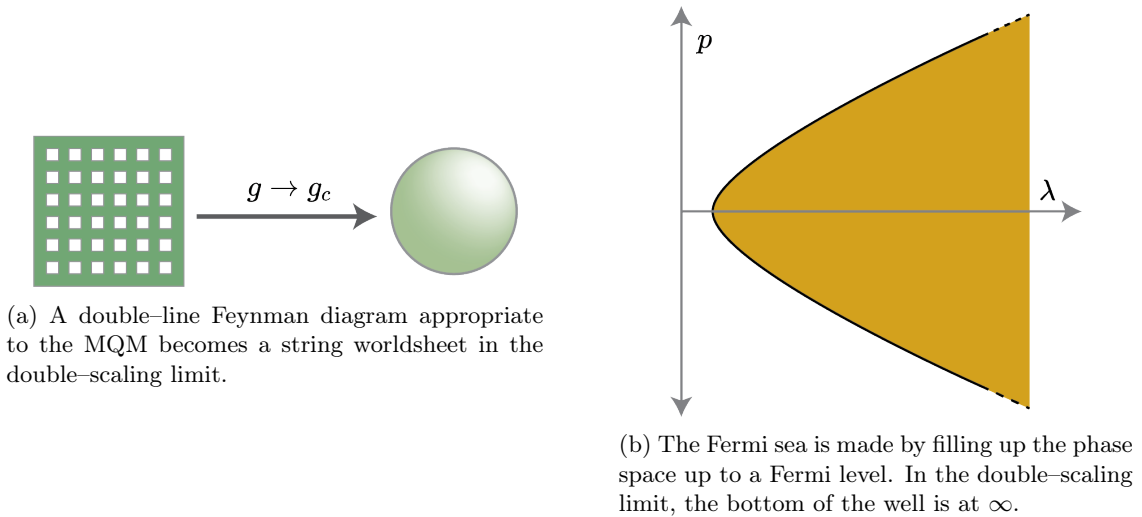 g → g_c
(a) A double–line Feynman diagram appropriate
to the MQM becomes a string worldsheet in the
double–scaling limit.
p
λ
(b) The Fermi sea is made by filling up the phase
space up to a Fermi level. In the double–scaling
limit, the bottom of the well is at ∞.